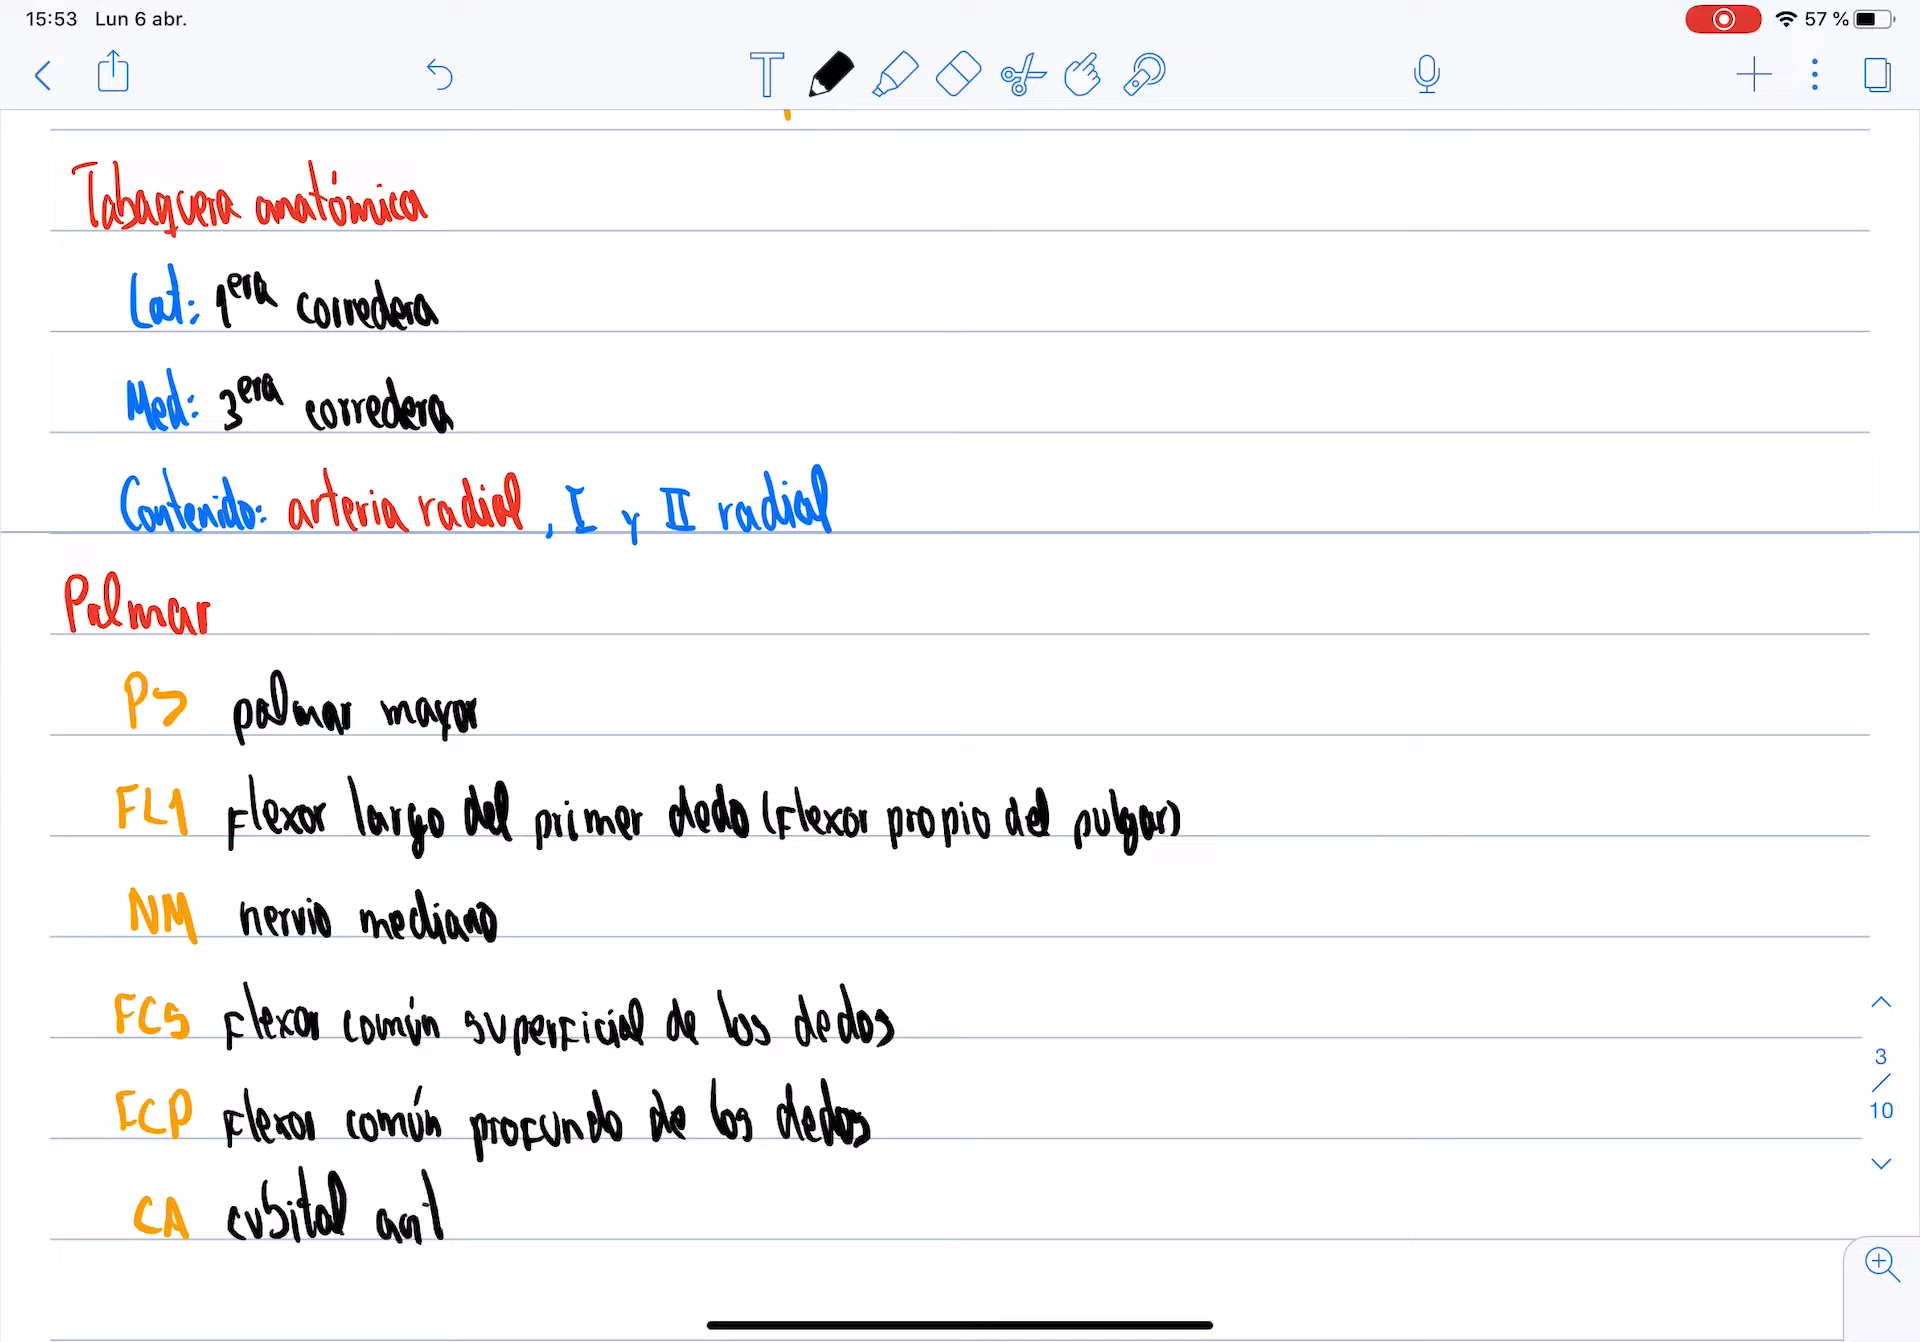 15:53 Lun 6 abr. 57 %
T
Tabaquera anatómica
Lat: 1era corredera
Med: 3era corredera
Contenido: arteria radial, I y II radial
Palmar
P> palmar mayor
FL1 Flexor largo del primer dedo (Flexor propio del pulgar)
NM nervio mediano
FCS Flexor común superficial de los dedos
FCP Flexor común profundo de los dedos
CA cubital ant
3
/
10